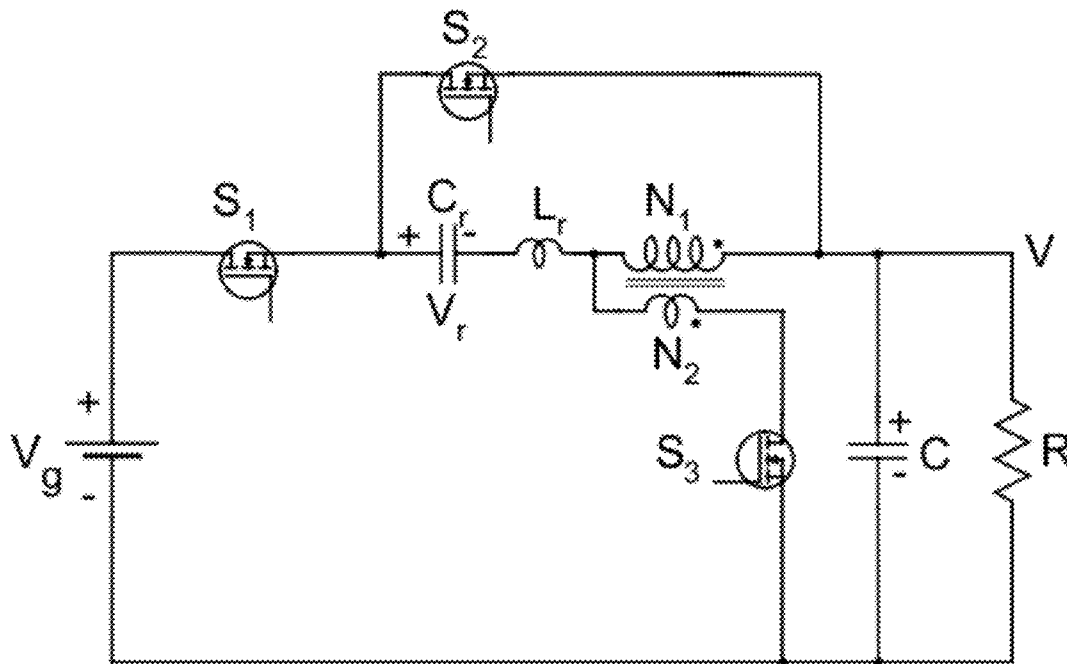 S2
S1
Cr
Lr
N1
V
+
-
Vr
N2
+
Vg
-
S3
+
C
-
R